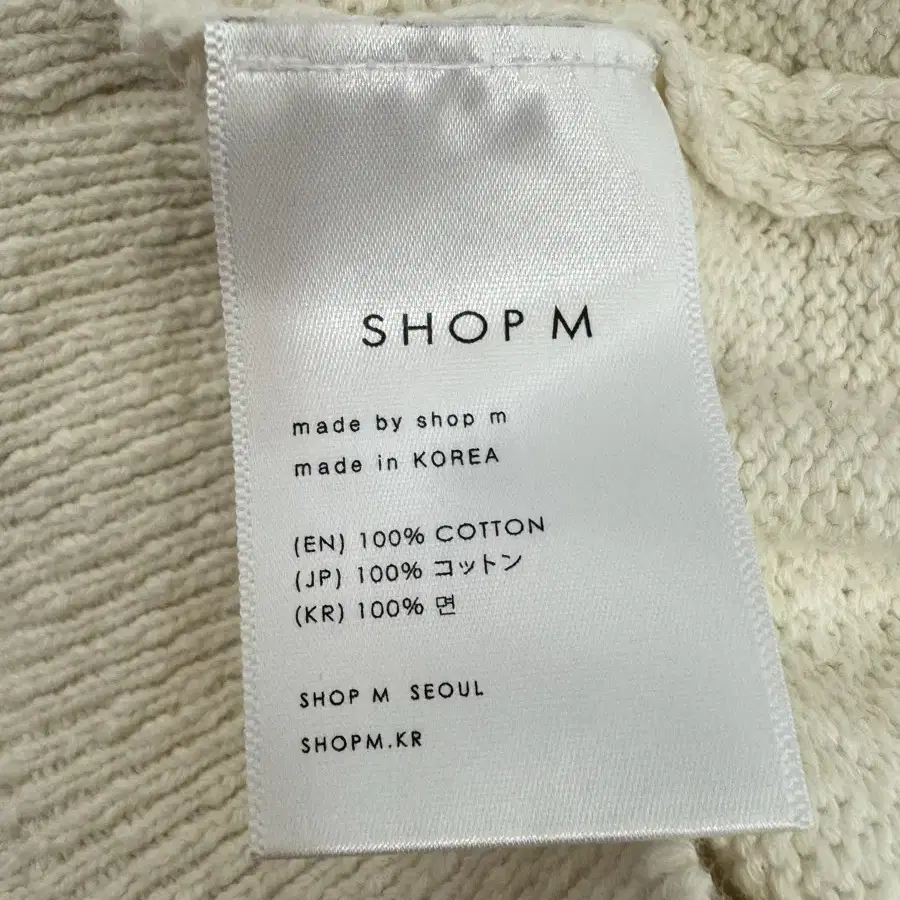 SHOP M
made by shop m
made in KOREA
(EN) 100% COTTON
(JP) 100% コットン
(KR) 100% 면
SHOP M SEOUL
SHOPM.KR